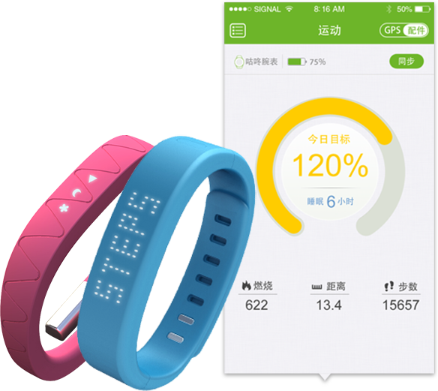 SIGNAL 8:16 AM 50%
运动
GPS 配件
咕咚腕表 75% 同步
今日目标
120%
睡眠 6 小时
燃烧 距离 步数
622 13.4 15657
STEPS